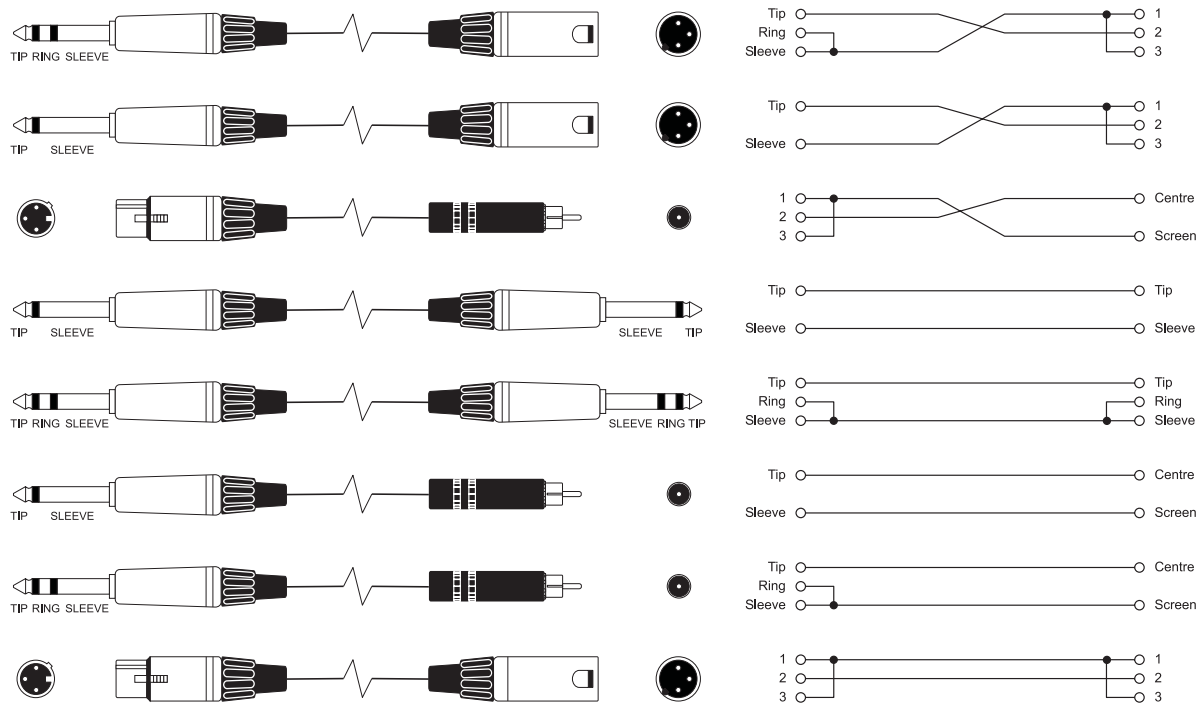 Tip 1
Ring 2
Sleeve 3
TIP RING SLEEVE
Tip 1
2
Sleeve 3
TIP SLEEVE
1 Centre
2
3 Screen
Tip Tip
Sleeve Sleeve
TIP SLEEVE SLEEVE TIP
Tip Tip
Ring Ring
Sleeve Sleeve
TIP RING SLEEVE SLEEVE RING TIP
Tip Centre
Sleeve Screen
TIP SLEEVE
Tip Centre
Ring
Sleeve Screen
TIP RING SLEEVE
1 1
2 2
3 3